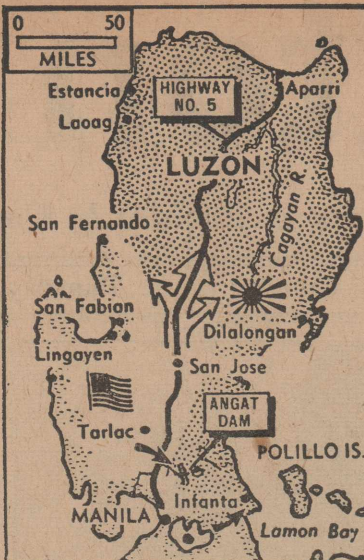 0 50
MILES
Estancia
Laoag
HIGHWAY
NO. 5
Aparri
LUZON
Cagayan R.
San Fernando
San Fabian
Dilalongan
Lingayen
San Jose
ANGAT
DAM
Tarlac
POLILLO IS.
Infanta
MANILA
Lamon Bay